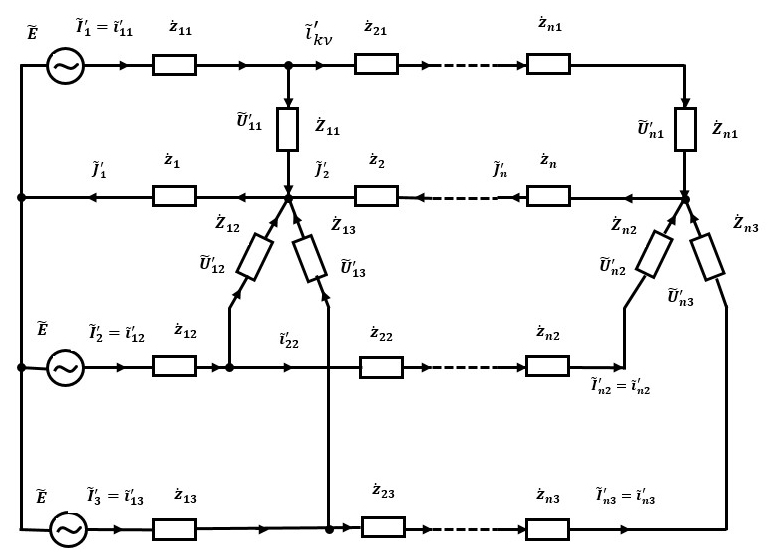 Ẽ Ĩ′₁ = ĩ′₁₁ ż₁₁ ĩ′ₖᵥ ż₂₁ żₙ₁
Ũ′₁₁ Ż₁₁ Ũ′ₙ₁ Żₙ₁
J̃′₁ ż₁ J̃′₂ ż₂ J̃′ₙ żₙ
Ż₁₂ Ż₁₃ Żₙ₂ Żₙ₃
Ũ′₁₂ Ũ′₁₃ Ũ′ₙ₂ Ũ′ₙ₃
Ẽ Ĩ′₂ = ĩ′₁₂ ż₁₂ ĩ′₂₂ ż₂₂ żₙ₂
Ĩ′ₙ₂ = ĩ′ₙ₂
Ẽ Ĩ′₃ = ĩ′₁₃ ż₁₃ ż₂₃ żₙ₃ Ĩ′ₙ₃ = ĩ′ₙ₃